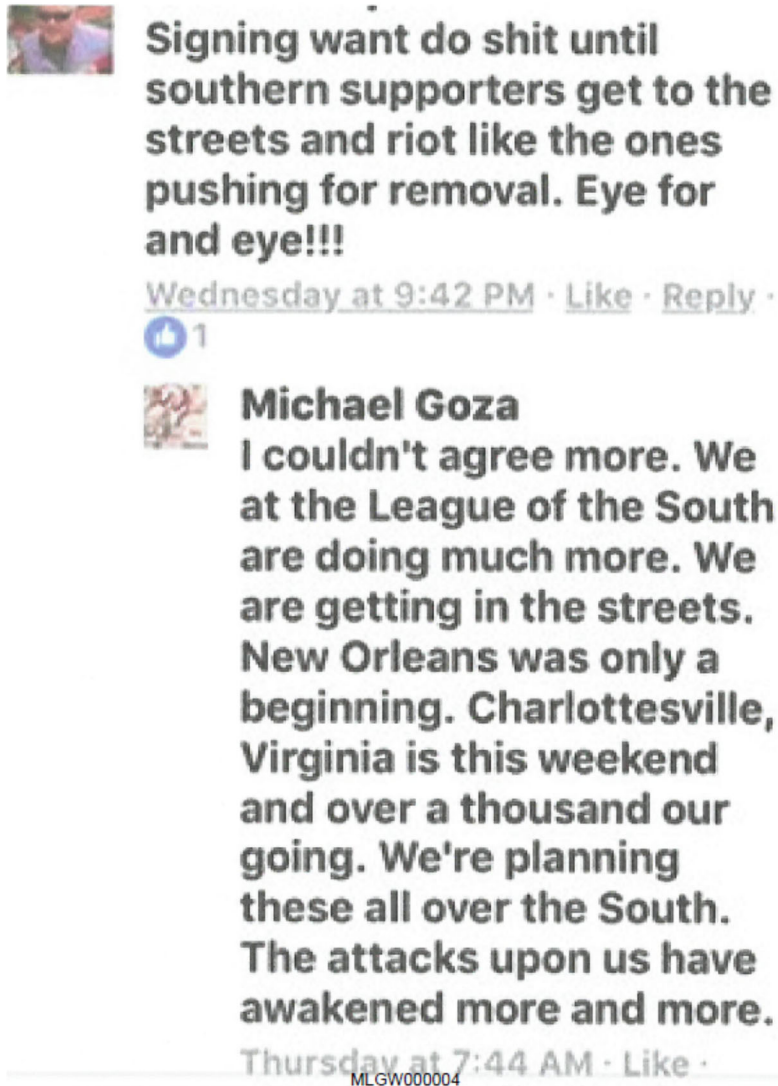 Signing want do shit until
southern supporters get to the
streets and riot like the ones
pushing for removal. Eye for
and eye!!!
Wednesday at 9:42 PM · Like · Reply ·
1
Michael Goza
I couldn't agree more. We
at the League of the South
are doing much more. We
are getting in the streets.
New Orleans was only a
beginning. Charlottesville,
Virginia is this weekend
and over a thousand our
going. We're planning
these all over the South.
The attacks upon us have
awakened more and more.
Thursday at 7:44 AM · Like ·
MLGW000004